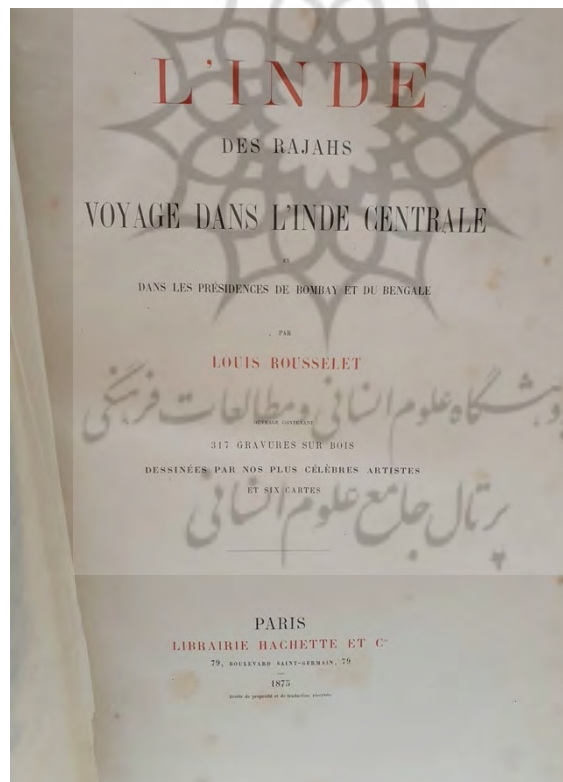 L'INDE
DES RAJAHS
VOYAGE DANS L'INDE CENTRALE
ET
DANS LES PRÉSIDENCES DE BOMBAY ET DU BENGALE
PAR
LOUIS ROUSSELET
OUVRAGE CONTENANT
317 GRAVURES SUR BOIS
DESSINÉES PAR NOS PLUS CÉLÈBRES ARTISTES
ET SIX CARTES
پژوهشگاه علوم انسانی و مطالعات فرهنگی
پرتال جامع علوم انسانی
PARIS
LIBRAIRIE HACHETTE ET Cie
79, BOULEVARD SAINT-GERMAIN, 79
1875
Droits de propriété et de traduction réservés